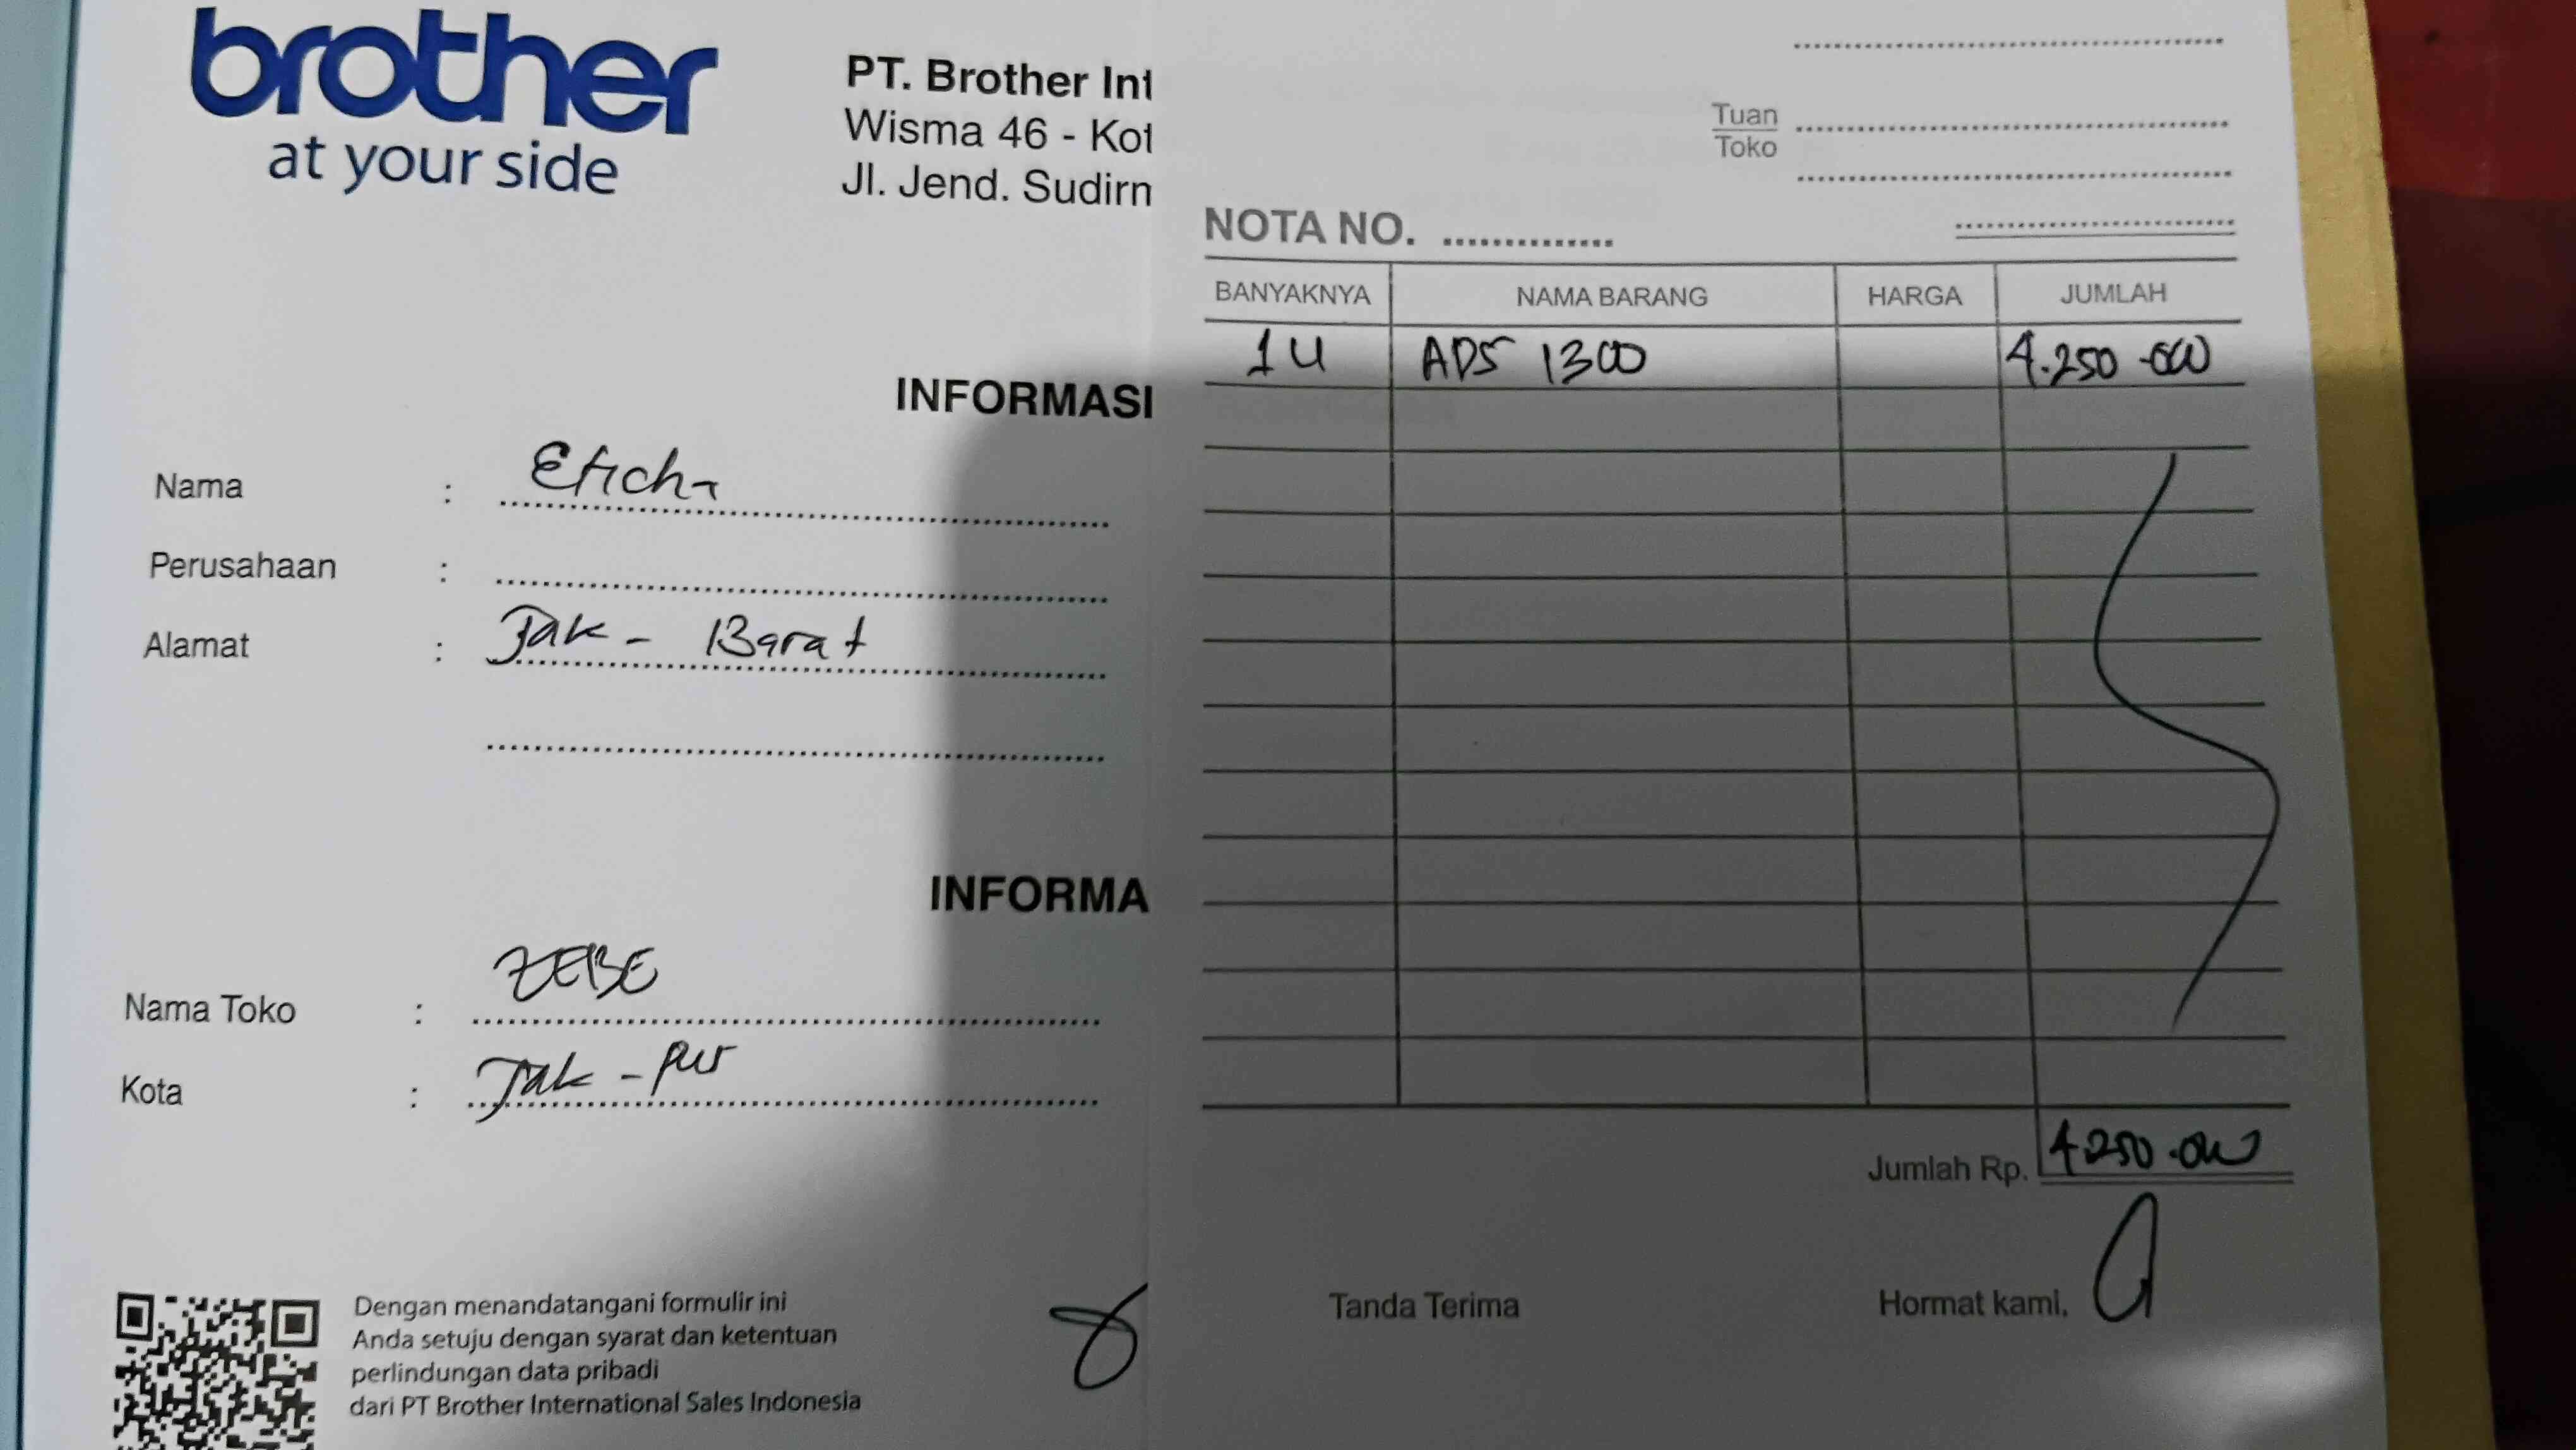 brother
at your side
PT. Brother Int
Wisma 46 - Kot
Jl. Jend. Sudirm
INFORMASI
Nama :
Perusahaan :
Alamat : Jak - Barat
INFORMA
Nama Toko : ZEBE
Kota : Jak - pus
Dengan menandatangani formulir ini
Anda setuju dengan syarat dan ketentuan
perlindungan data pribadi
dari PT Brother International Sales Indonesia
Tuan
Toko
NOTA NO.
BANYAKNYA NAMA BARANG HARGA JUMLAH
1 U ADS 1300 4.250.000
Jumlah Rp. 4.250.000
Tanda Terima Hormat kami,